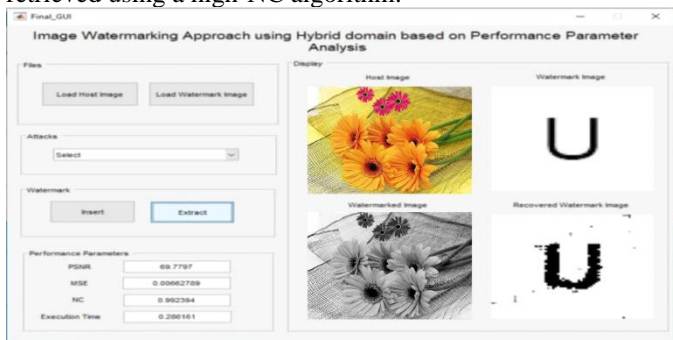 retrieved using a high-NC algorithm.
Final_GUI
Image Watermarking Approach using Hybrid domain based on Performance Parameter
Analysis
Files
Load Host Image
Load Watermark Image
Attacks
Select
Watermark
Insert
Extract
Performance Parameters
PSNR
69.7797
MSE
0.00662789
NC
0.992394
Execution Time
0.286161
Display
Host Image
Watermark Image
U
Watermarked Image
Recovered Watermark Image
U